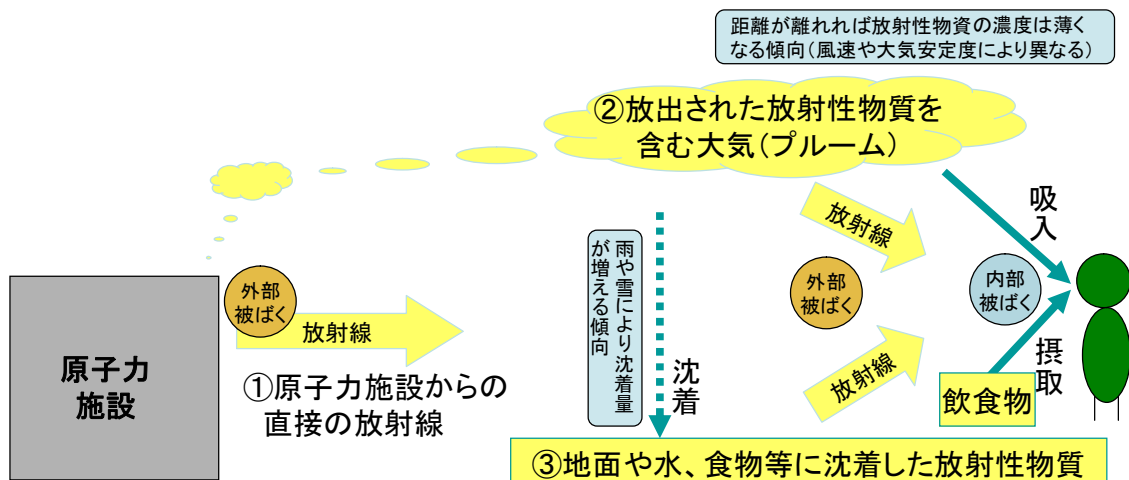 距離が離れれば放射性物資の濃度は薄く
なる傾向(風速や大気安定度により異なる)
②放出された放射性物質を
含む大気(プルーム)
放射線
吸入
雨や雪により沈着量
が増える傾向
外部
被ばく
放射線
外部
被ばく
内部
被ばく
原子力
施設
①原子力施設からの
直接の放射線
沈着
放射線
摂取
飲食物
③地面や水、食物等に沈着した放射性物質